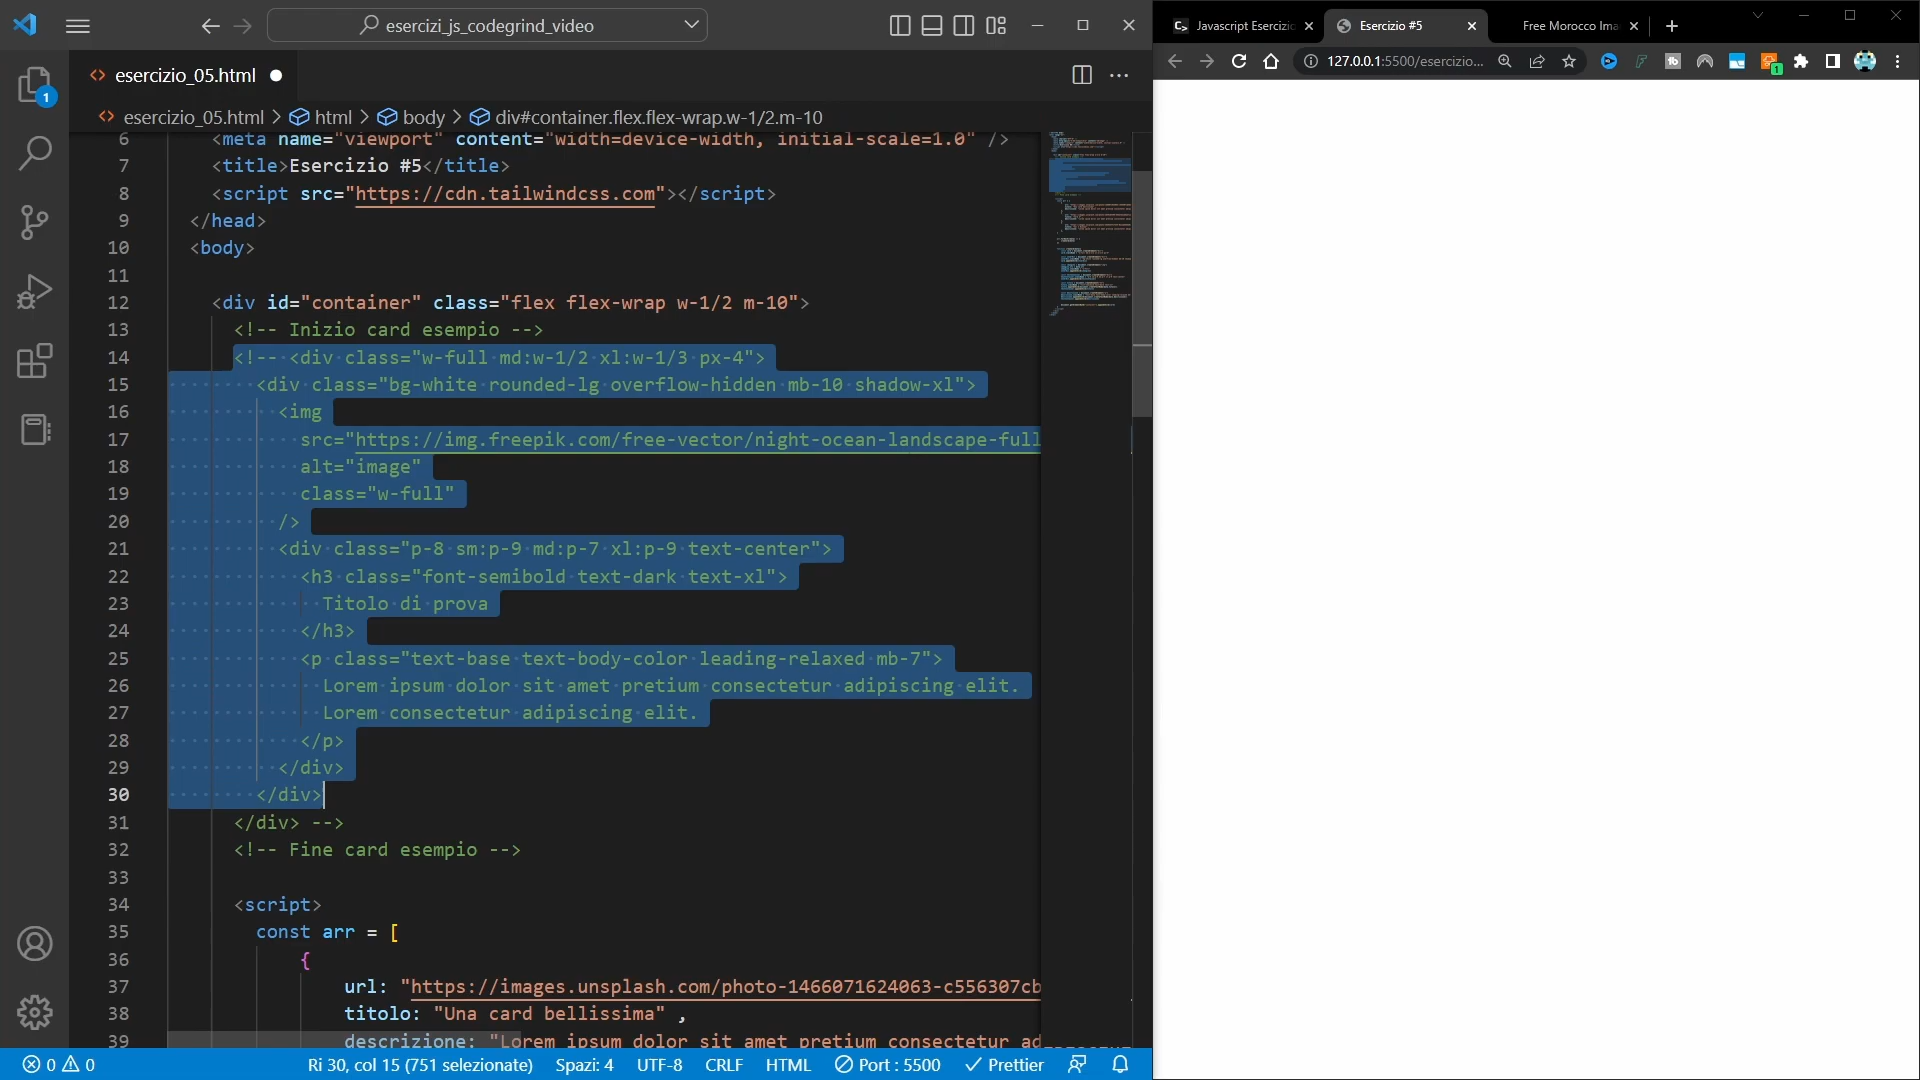 esercizi_js_codegrind_video
esercizio_05.html
1
esercizio_05.html > html > body > div#container.flex.flex-wrap.w-1/2.m-10
6 <meta name="viewport" content="width=device-width, initial-scale=1.0" />
7 <title>Esercizio #5</title>
8 <script src="https://cdn.tailwindcss.com"></script>
9 </head>
10 <body>
11
12 <div id="container" class="flex flex-wrap w-1/2 m-10">
13 <!-- Inizio card esempio -->
14 <!-- <div class="w-full md:w-1/2 xl:w-1/3 px-4">
15 <div class="bg-white rounded-lg overflow-hidden mb-10 shadow-xl">
16 <img
17 src="https://img.freepik.com/free-vector/night-ocean-landscape-full
18 alt="image"
19 class="w-full"
20 />
21 <div class="p-8 sm:p-9 md:p-7 xl:p-9 text-center">
22 <h3 class="font-semibold text-dark text-xl">
23 Titolo di prova
24 </h3>
25 <p class="text-base text-body-color leading-relaxed mb-7">
26 Lorem ipsum dolor sit amet pretium consectetur adipiscing elit.
27 Lorem consectetur adipiscing elit.
28 </p>
29 </div>
30 </div>
31 </div> -->
32 <!-- Fine card esempio -->
33
34 <script>
35 const arr = [
36 {
37 url: "https://images.unsplash.com/photo-1466071624063-c556307cb
38 titolo: "Una card bellissima" ,
39 descrizione: "Lorem ipsum dolor sit amet pretium consectetur ad
0 0 Ri 30, col 15 (751 selezionate) Spazi: 4 UTF-8 CRLF HTML Port : 5500 Prettier
Javascript Esercizi Esercizio #5 Free Morocco Ima
127.0.0.1:5500/esercizio...
1